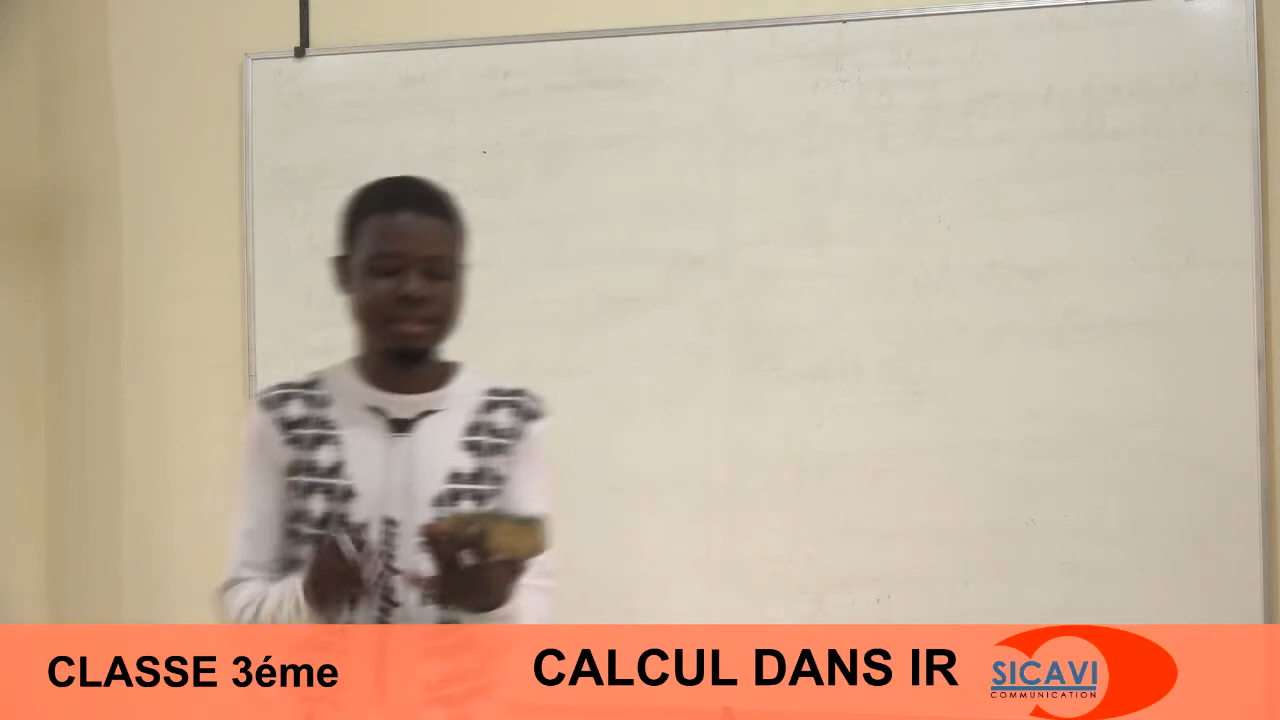 CLASSE 3éme
CALCUL DANS IR
SICAVI
COMMUNICATION